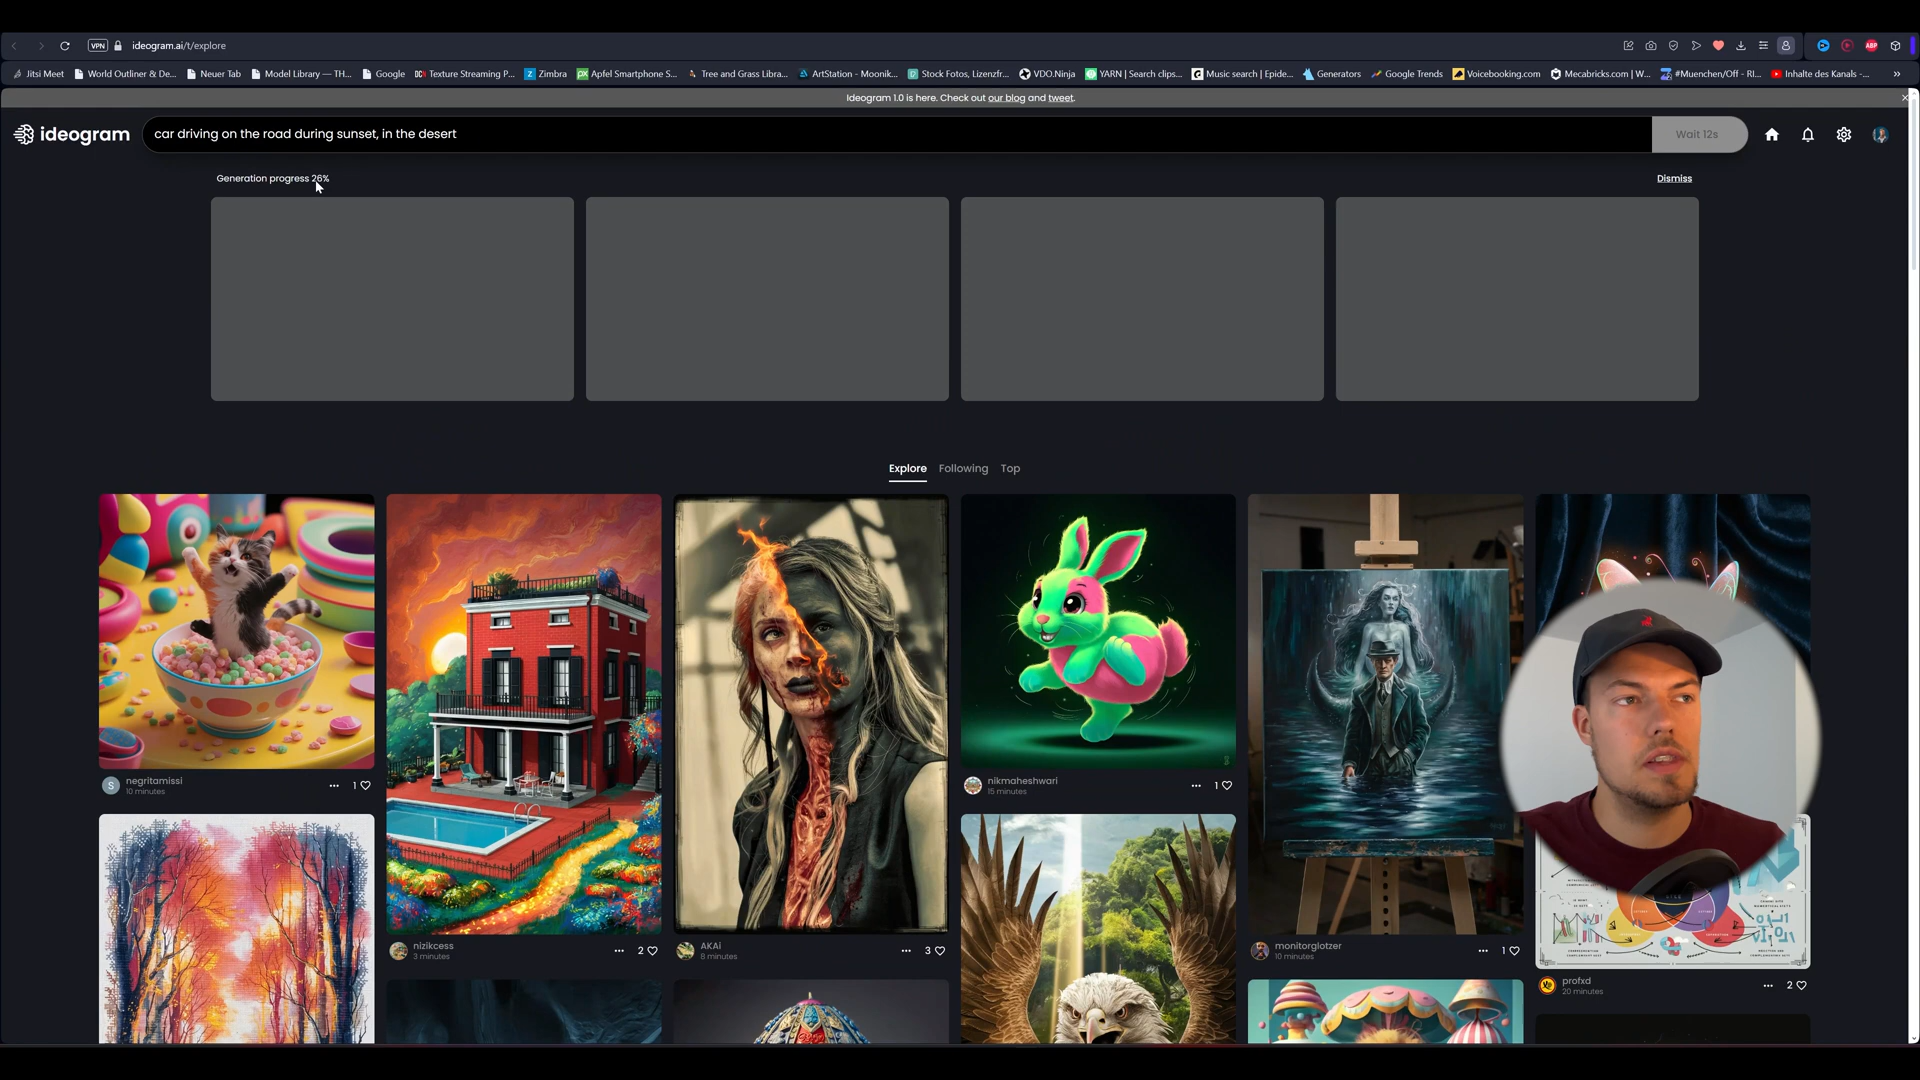 VPN
ideogram.ai/t/explore
Jitsi Meet
World Outliner & De...
Neuer Tab
Model Library — TH...
Google
Texture Streaming P...
Zimbra
Apfel Smartphone S...
Tree and Grass Libra...
ArtStation - Moonik...
Stock Fotos, Lizenzfr...
VDO.Ninja
YARN | Search clips...
Music search | Epide...
Generators
Google Trends
Voicebooking.com
Mecabricks.com | W...
#Muenchen/Off - RI...
Inhalte des Kanals -...
Ideogram 1.0 is here. Check out our blog and tweet.
ideogram
car driving on the road during sunset, in the desert
Wait 12s
Generation progress 26%
Dismiss
Explore
Following
Top
S
negritamissi
10 minutes
1
nizikcess
3 minutes
2
AKAi
8 minutes
3
nikmaheshwari
15 minutes
1
monitorglotzer
10 minutes
1
profxd
20 minutes
2
ABP